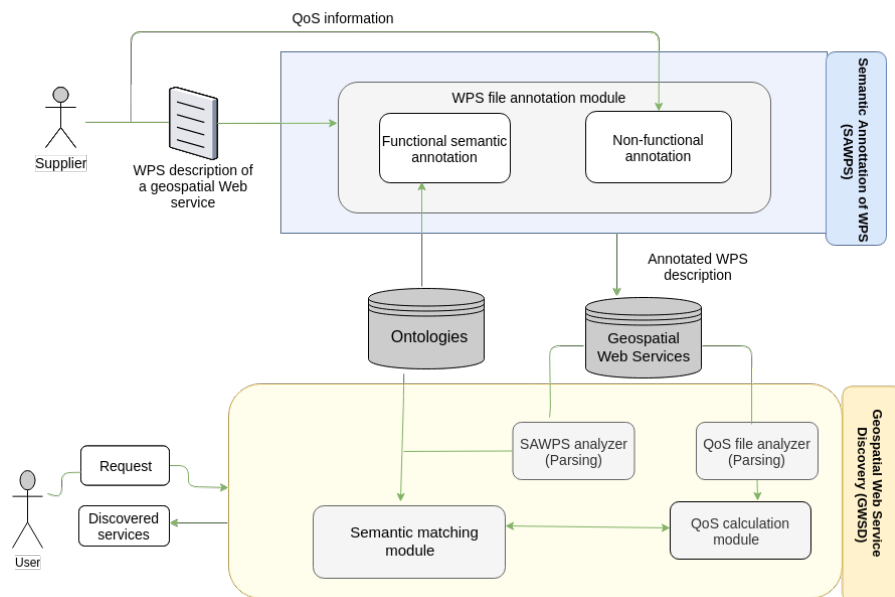 QoS information
WPS file annotation module
Functional semantic
annotation
Non-functional
annotation
Semantic Annottation of WPS
(SAWPS)
Supplier
WPS description of
a geospatial Web
service
Annotated WPS
description
Ontologies
Geospatial
Web Services
Geospatial Web Service
Discovery (GWSD)
SAWPS analyzer
(Parsing)
QoS file analyzer
(Parsing)
Request
Discovered
services
User
Semantic matching
module
QoS calculation
module